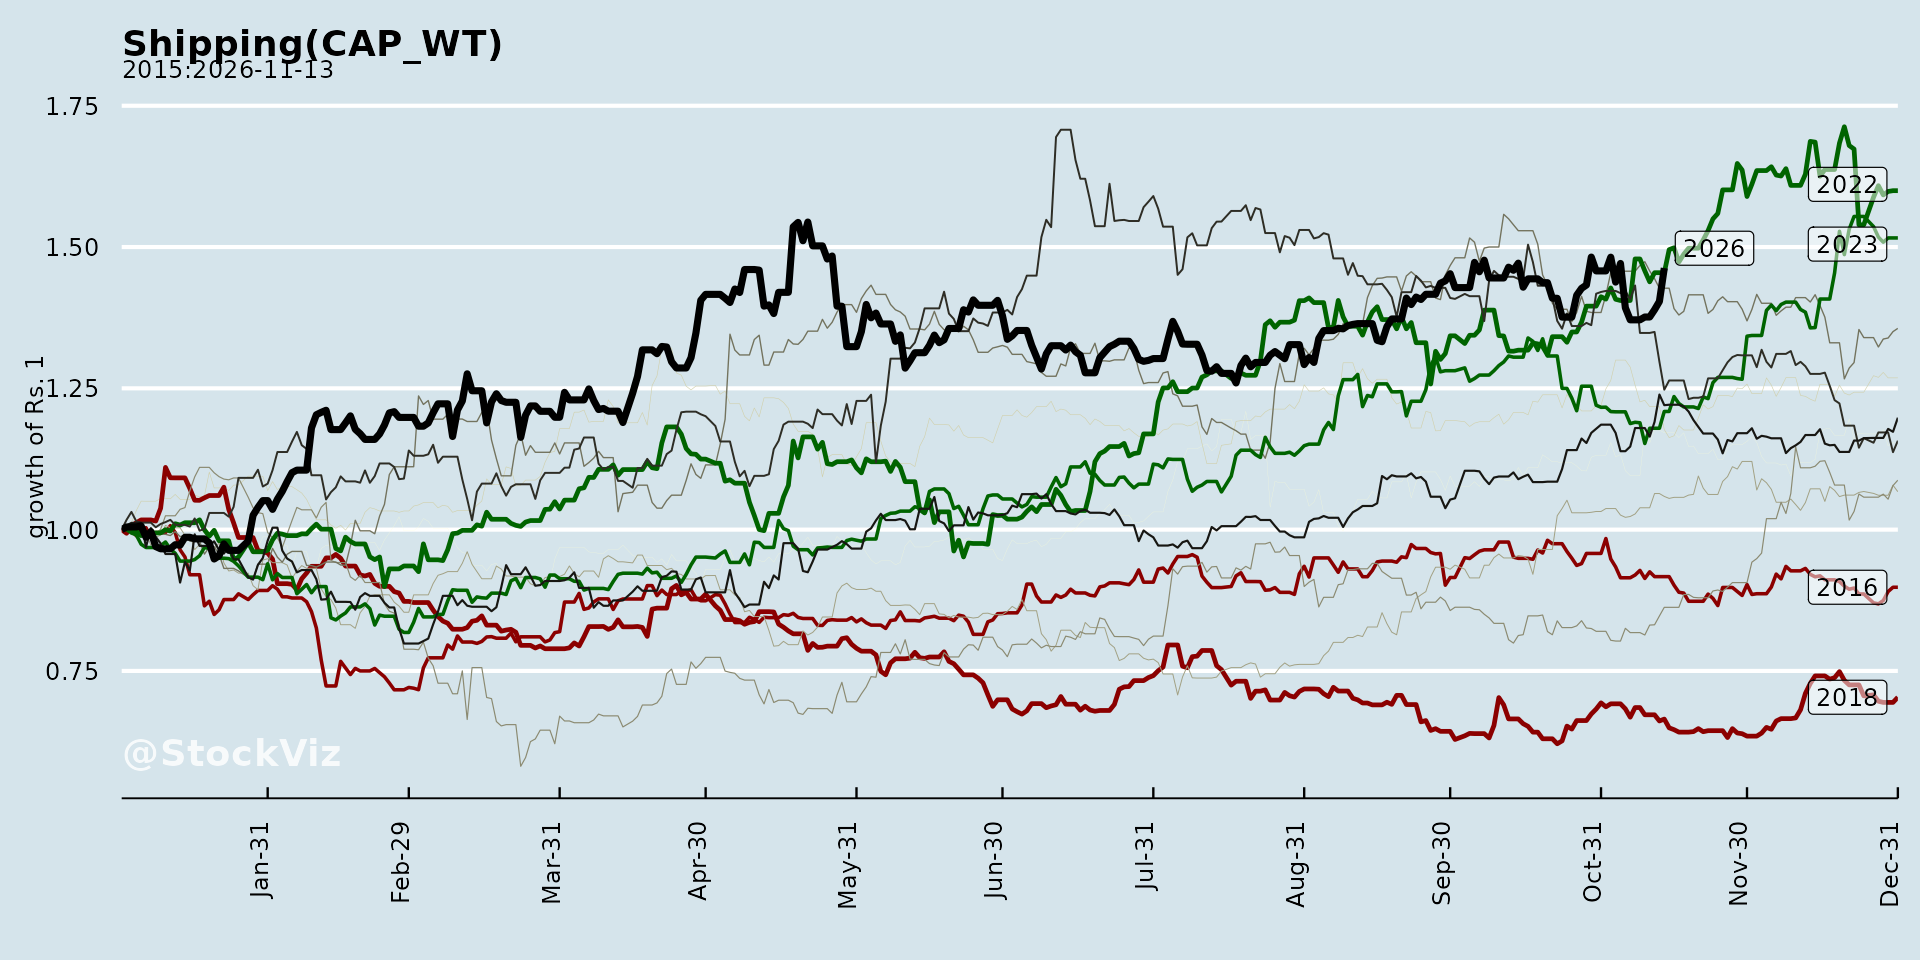 Shipping(CAP_WT)
2015:2026-11-13
growth of Rs. 1
1.75
1.50
1.25
1.00
0.75
2022
2026
2023
2016
2018
@StockViz
Jan-31
Feb-29
Mar-31
Apr-30
May-31
Jun-30
Jul-31
Aug-31
Sep-30
Oct-31
Nov-30
Dec-31